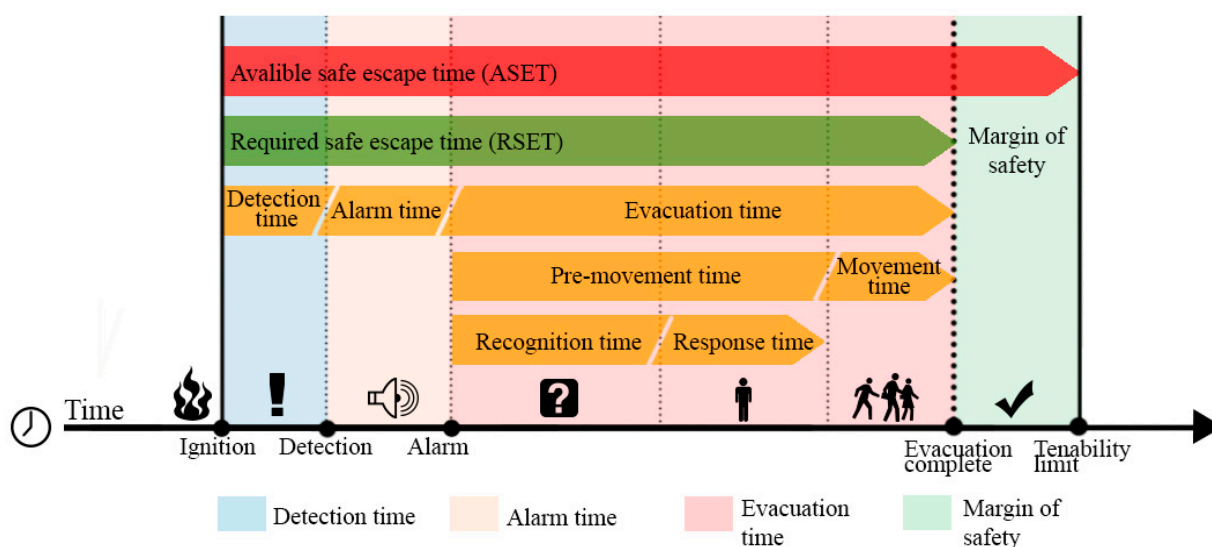 Avalible safe escape time (ASET)
Required safe escape time (RSET)
Margin of
safety
Detection
time
Alarm time
Evacuation time
Pre-movement time
Movement
time
Recognition time
Response time
!
?
Time
Ignition
Detection
Alarm
Evacuation
complete
Tenability
limit
Detection time
Alarm time
Evacuation
time
Margin of
safety